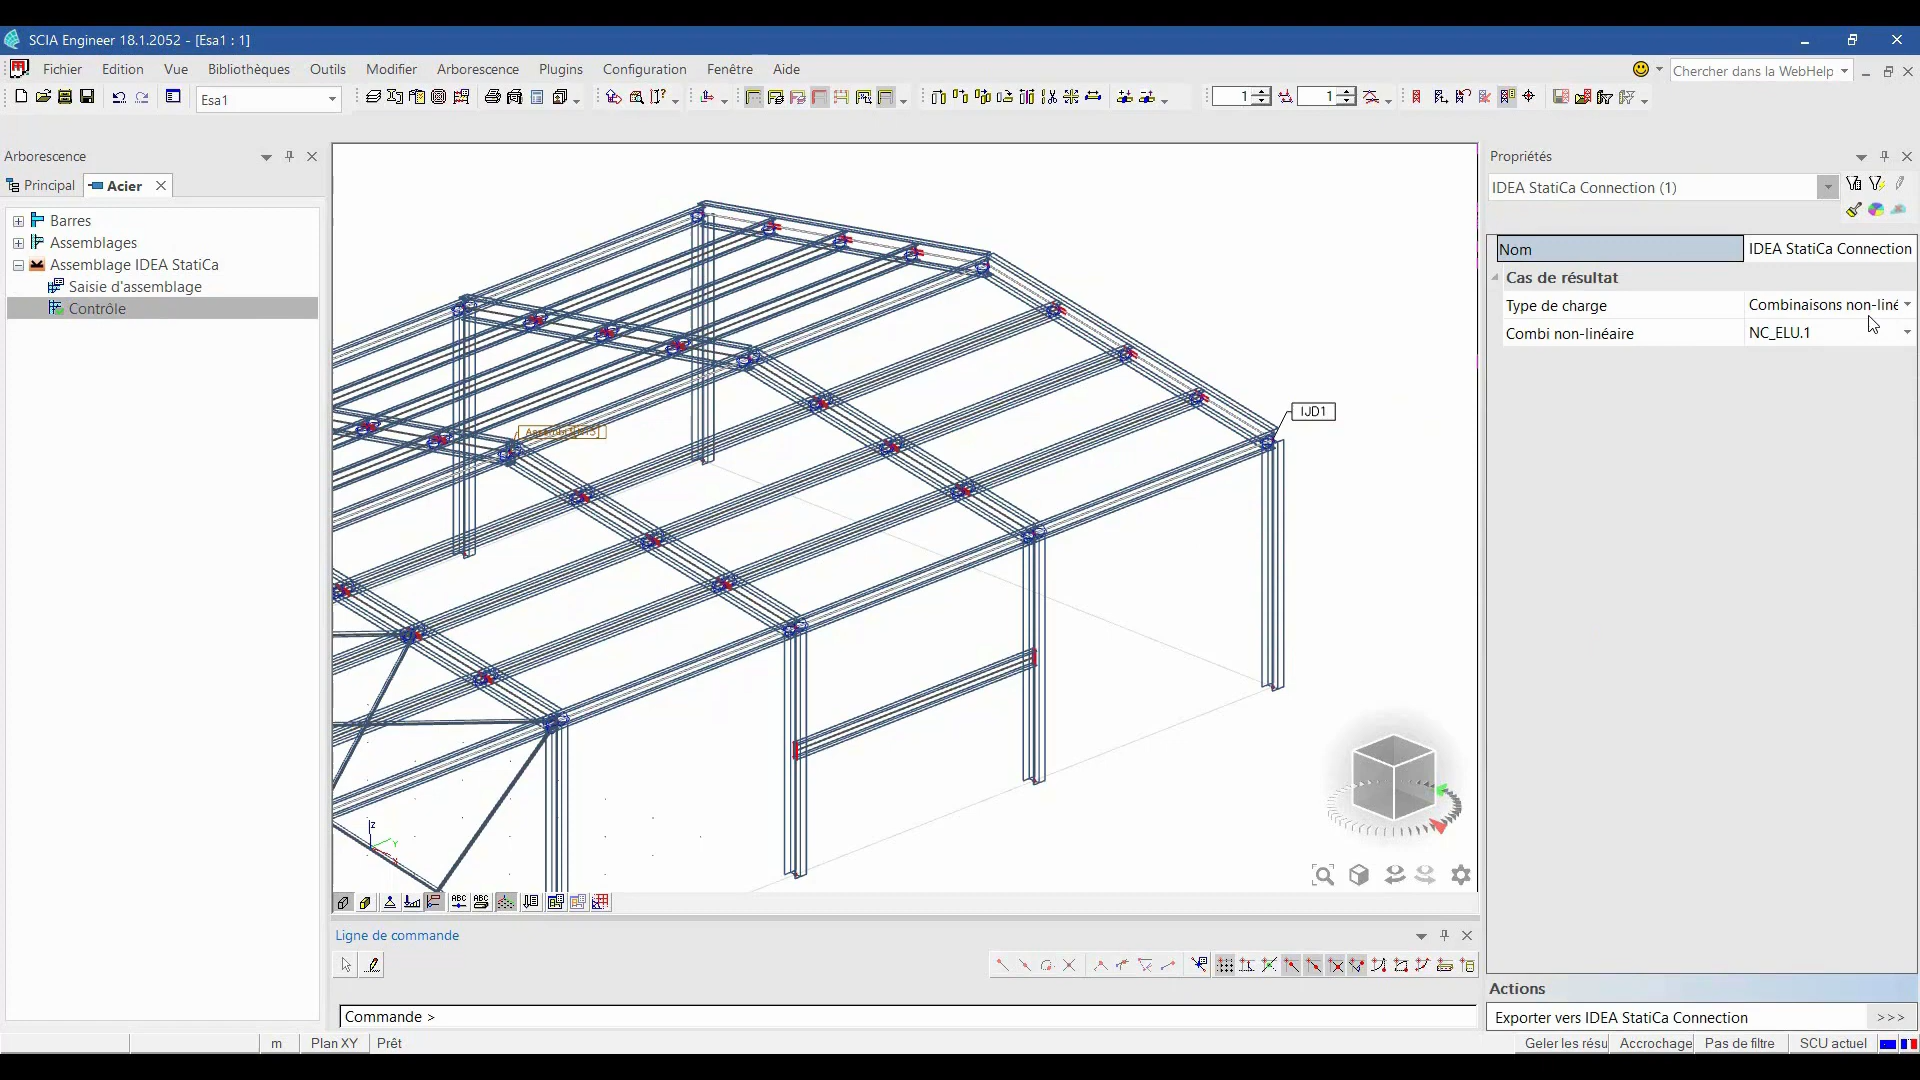 SCIA Engineer 18.1.2052 - [Esa1 : 1]
Fichier Edition Vue Bibliothèques Outils Modifier Arborescence Plugins Configuration Fenêtre Aide
Chercher dans la WebHelp
Esa1
1 1
Arborescence
Principal Acier
Barres
Assemblages
Assemblage IDEA StatiCa
Saisie d'assemblage
Contrôle
IJD1
Z
Y
X
ABC ABC
Propriétés
IDEA StatiCa Connection (1)
Nom IDEA StatiCa Connection
Cas de résultat
Type de charge Combinaisons non-liné
Combi non-linéaire NC_ELU.1
Actions
Exporter vers IDEA StatiCa Connection >>>
Ligne de commande
Commande >
m Plan XY Prêt
Geler les résu Accrochage Pas de filtre SCU actuel